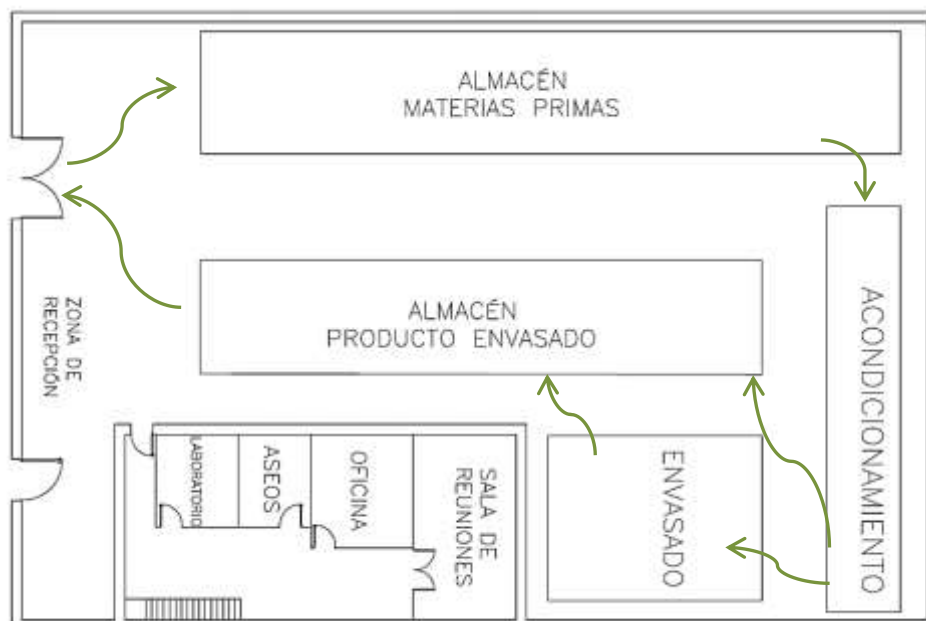 ALMACÉN
MATERIAS PRIMAS
ZONA DE
RECEPCIÓN
ALMACÉN
PRODUCTO ENVASADO
ACONDICIONAMIENTO
LABORATORIO
ASEOS
OFICINA
SALA DE
REUNIONES
ENVASADO